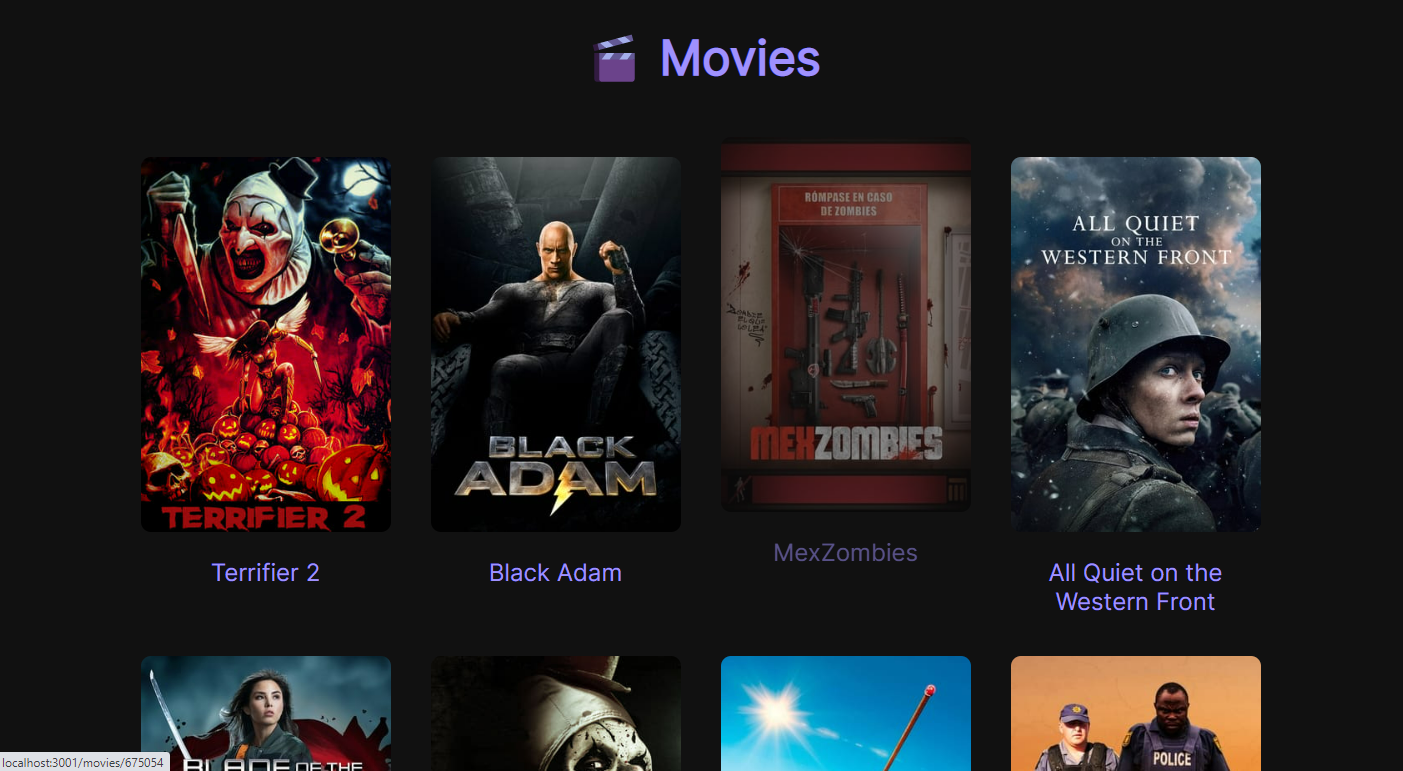 Movies
RÓMPASE EN CASO
DE ZOMBIES
ALL QUIET
ON THE
WESTERN FRONT
BLACK
ADAM
MEXZOMBIES
TERRIFIER 2
Terrifier 2
Black Adam
MexZombies
All Quiet on the
Western Front
POLICE
BLADE OF THE
localhost:3001/movies/675054